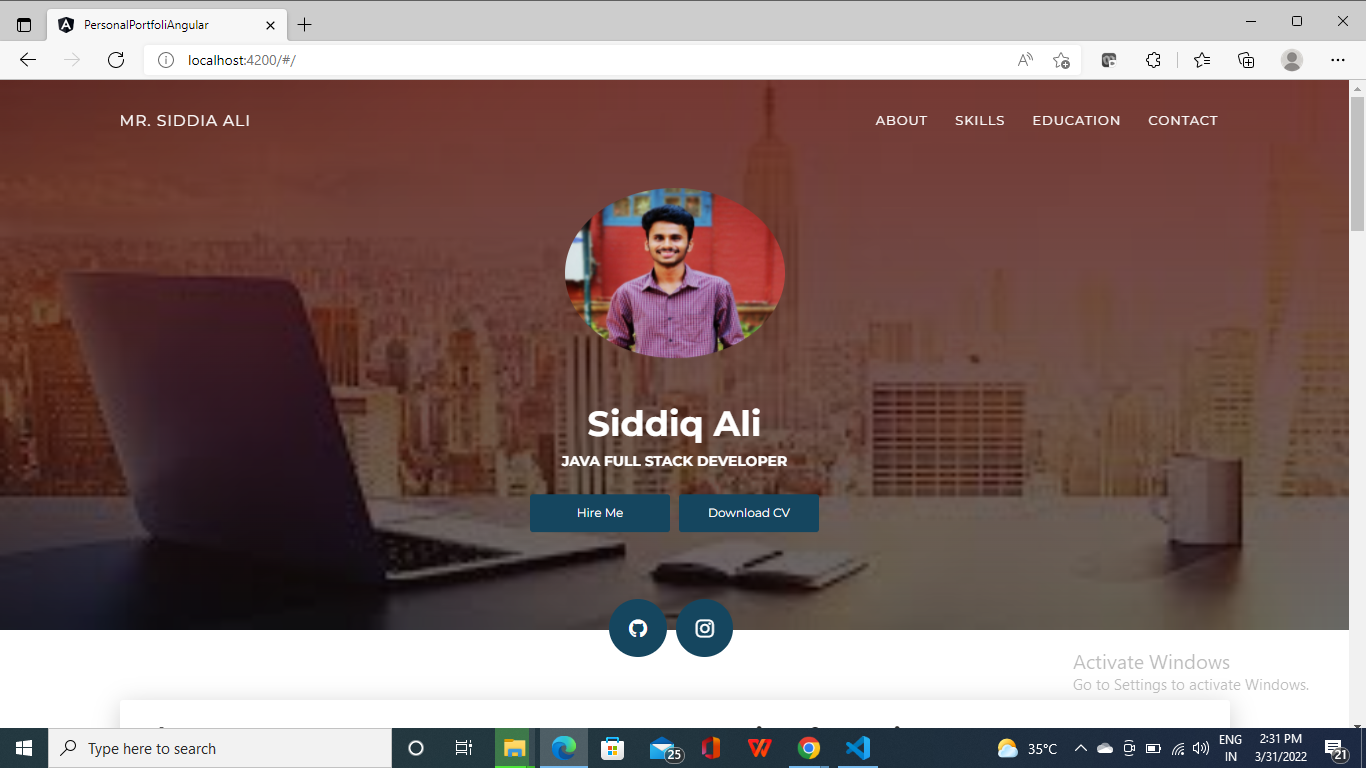 PersonalPortfoliAngular
localhost:4200/#/
MR. SIDDIA ALI
ABOUT SKILLS EDUCATION CONTACT
Siddiq Ali
JAVA FULL STACK DEVELOPER
Hire Me Download CV
Activate Windows
Go to Settings to activate Windows.
Type here to search
25
35°C
ENG
IN
2:31 PM
3/31/2022
21